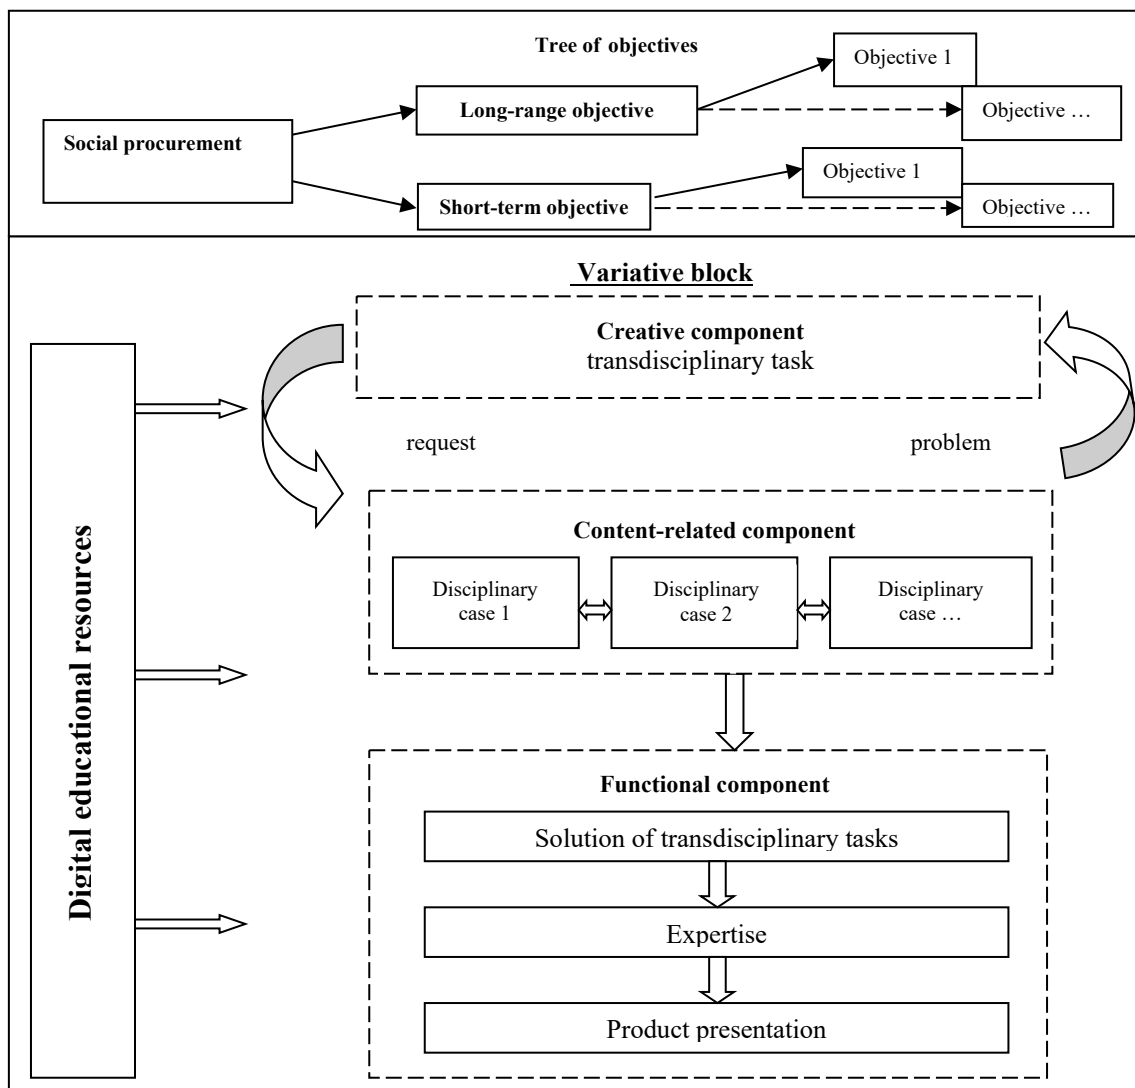 Tree of objectives
Objective 1
Long-range objective
Objective …
Social procurement
Objective 1
Short-term objective
Objective …
Variative block
Creative component
transdisciplinary task
request
problem
Digital educational resources
Content-related component
Disciplinary
case 1
Disciplinary
case 2
Disciplinary
case …
Functional component
Solution of transdisciplinary tasks
Expertise
Product presentation